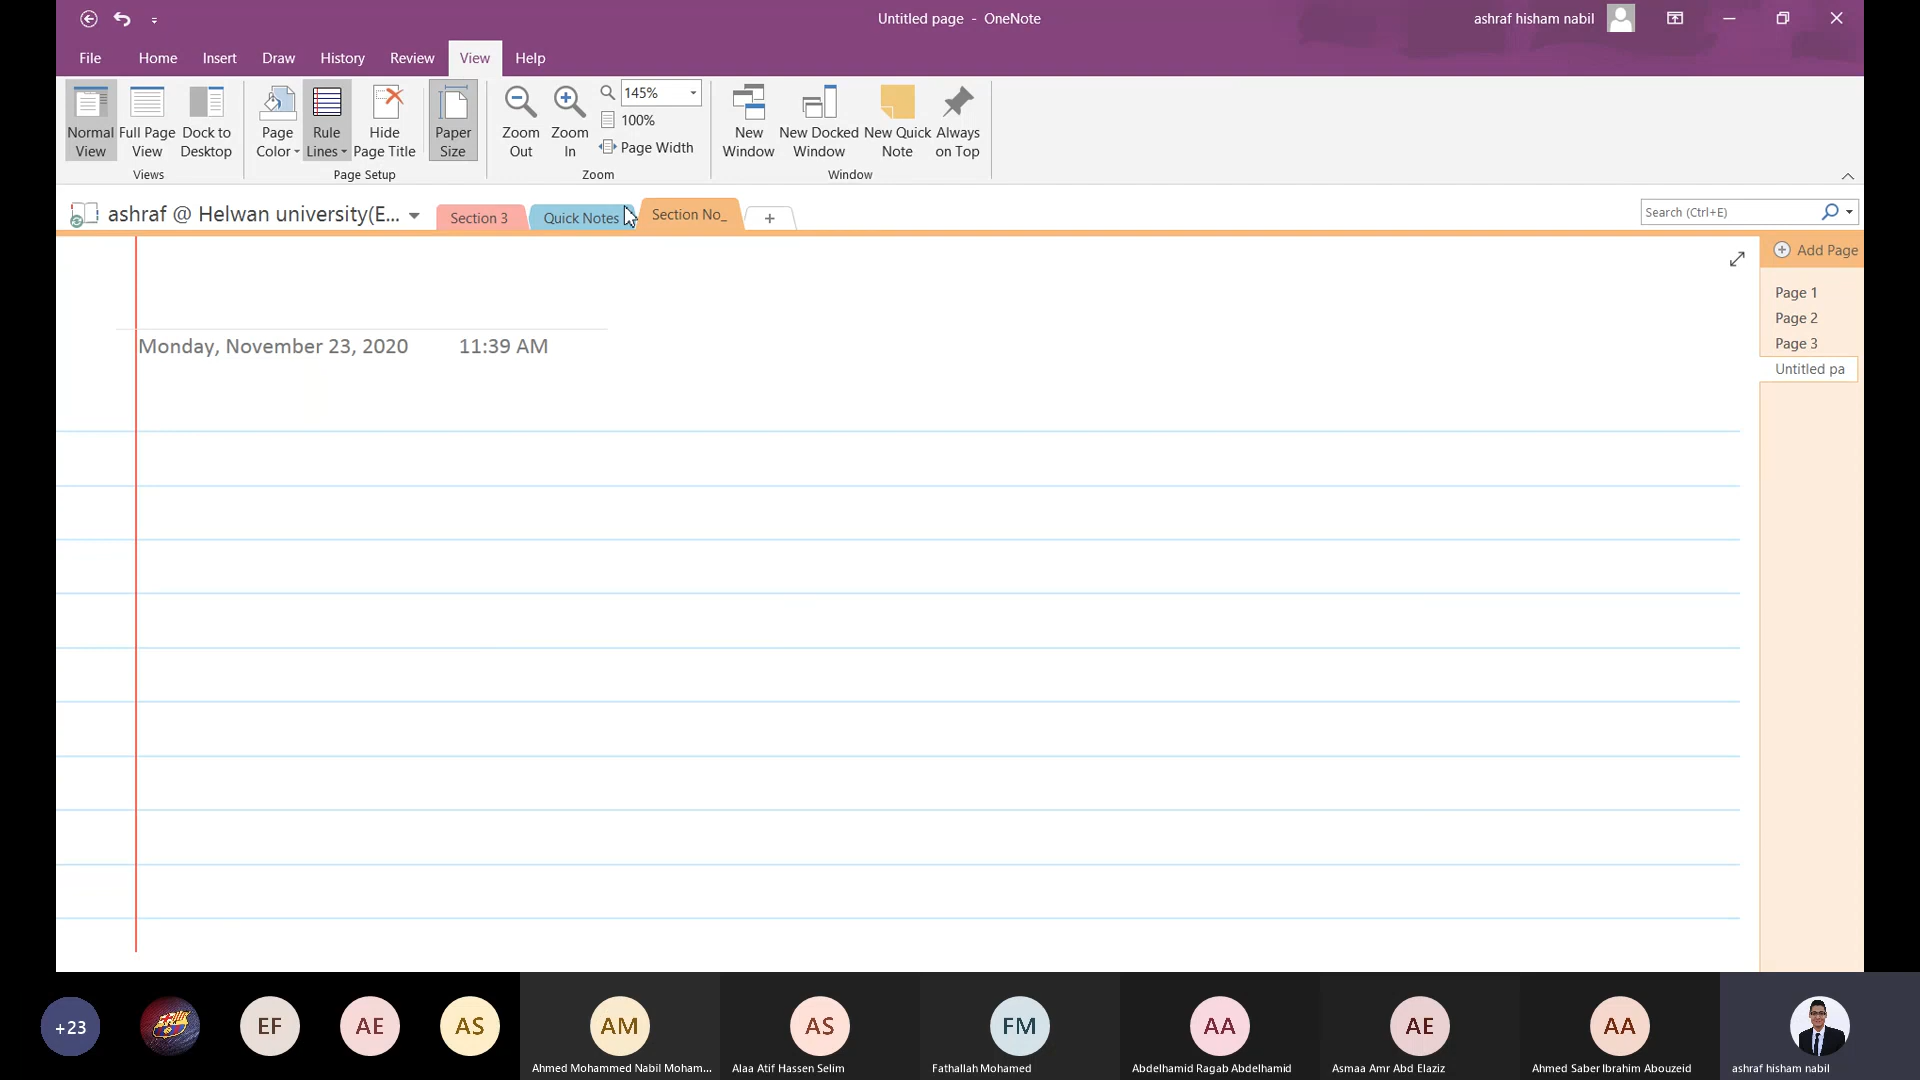 Untitled page - OneNote
ashraf hisham nabil
File Home Insert Draw History Review View Help
Normal View
Full Page View
Dock to Desktop
Views
Page Color
Rule Lines
Hide Page Title
Paper Size
Page Setup
Zoom Out
Zoom In
145%
100%
Page Width
Zoom
New Window
New Docked Window
New Quick Note
Always on Top
Window
ashraf @ Helwan university(E...
Section 3
Quick Notes
Section No_
Search (Ctrl+E)
Add Page
Page 1
Page 2
Page 3
Untitled pa
Monday, November 23, 2020 11:39 AM
+23
EF
AE
AS
AM
Ahmed Mohammed Nabil Moham...
AS
Alaa Atif Hassen Selim
FM
Fathallah Mohamed
AA
Abdelhamid Ragab Abdelhamid
AE
Asmaa Amr Abd Elaziz
AA
Ahmed Saber Ibrahim Abouzeid
ashraf hisham nabil